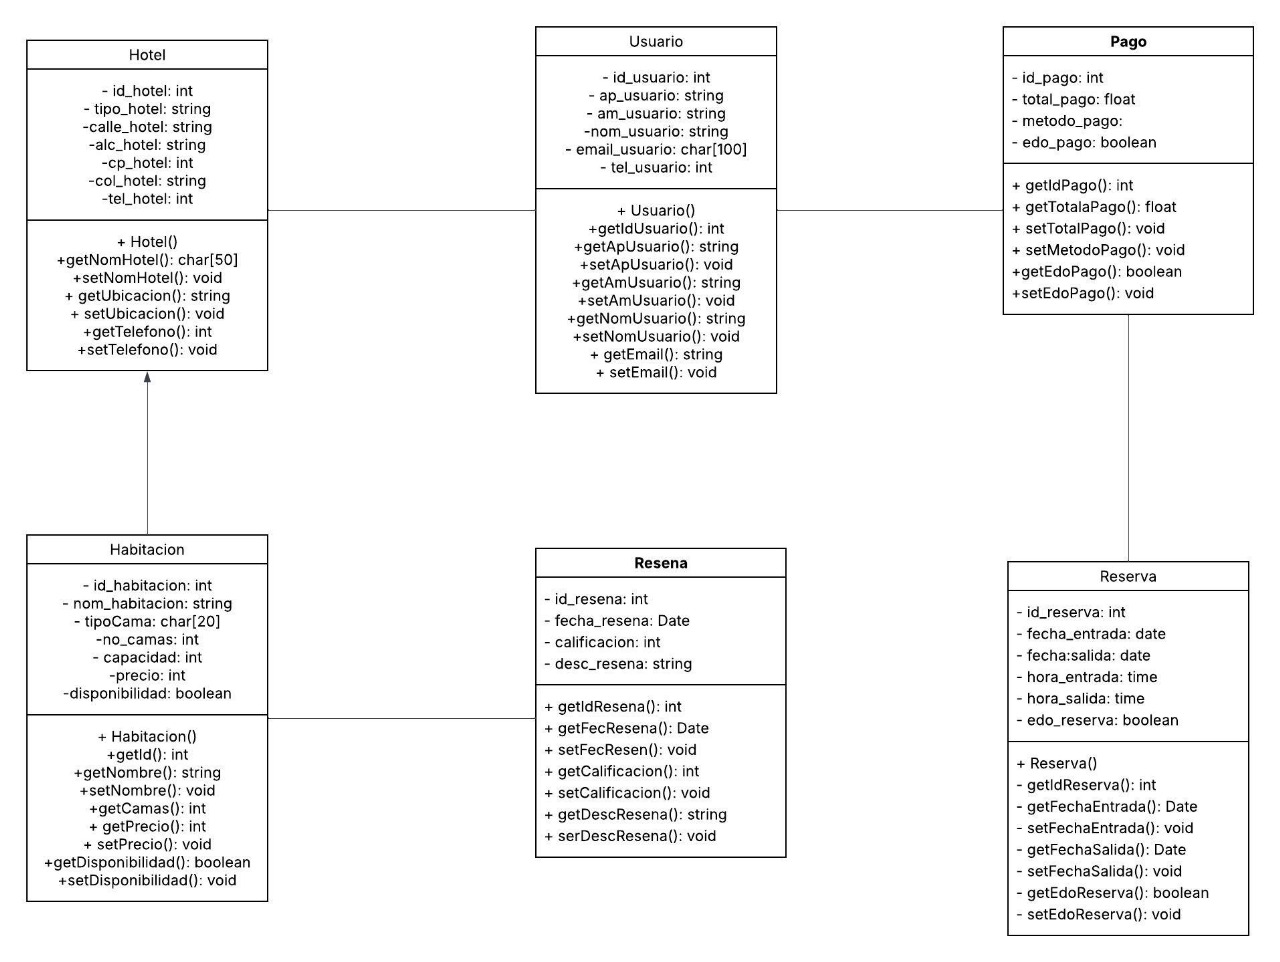 Hotel
- id_hotel: int
- tipo_hotel: string
-calle_hotel: string
-alc_hotel: string
-cp_hotel: int
-col_hotel: string
-tel_hotel: int
+ Hotel()
+getNomHotel(): char[50]
+setNomHotel(): void
+ getUbicacion(): string
+ setUbicacion(): void
+getTelefono(): int
+setTelefono(): void
Usuario
- id_usuario: int
- ap_usuario: string
- am_usuario: string
-nom_usuario: string
- email_usuario: char[100]
- tel_usuario: int
+ Usuario()
+getIdUsuario(): int
+getApUsuario(): string
+setApUsuario(): void
+getAmUsuario(): string
+setAmUsuario(): void
+getNomUsuario(): string
+setNomUsuario(): void
+ getEmail(): string
+ setEmail(): void
Pago
- id_pago: int
- total_pago: float
- metodo_pago:
- edo_pago: boolean
+ getIdPago(): int
+ getTotalaPago(): float
+ setTotalPago(): void
+ setMetodoPago(): void
+getEdoPago(): boolean
+setEdoPago(): void
Habitacion
- id_habitacion: int
- nom_habitacion: string
- tipoCama: char[20]
-no_camas: int
- capacidad: int
-precio: int
-disponibilidad: boolean
+ Habitacion()
+getId(): int
+getNombre(): string
+setNombre(): void
+getCamas(): int
+ getPrecio(): int
+ setPrecio(): void
+getDisponibilidad(): boolean
+setDisponibilidad(): void
Resena
- id_resena: int
- fecha_resena: Date
- calificacion: int
- desc_resena: string
+ getIdResena(): int
+ getFecResena(): Date
+ setFecResen(): void
+ getCalificacion(): int
+ setCalificacion(): void
+ getDescResena(): string
+ serDescResena(): void
Reserva
- id_reserva: int
- fecha_entrada: date
- fecha:salida: date
- hora_entrada: time
- hora_salida: time
- edo_reserva: boolean
+ Reserva()
- getIdReserva(): int
- getFechaEntrada(): Date
- setFechaEntrada(): void
- getFechaSalida(): Date
- setFechaSalida(): void
- getEdoReserva(): boolean
- setEdoReserva(): void